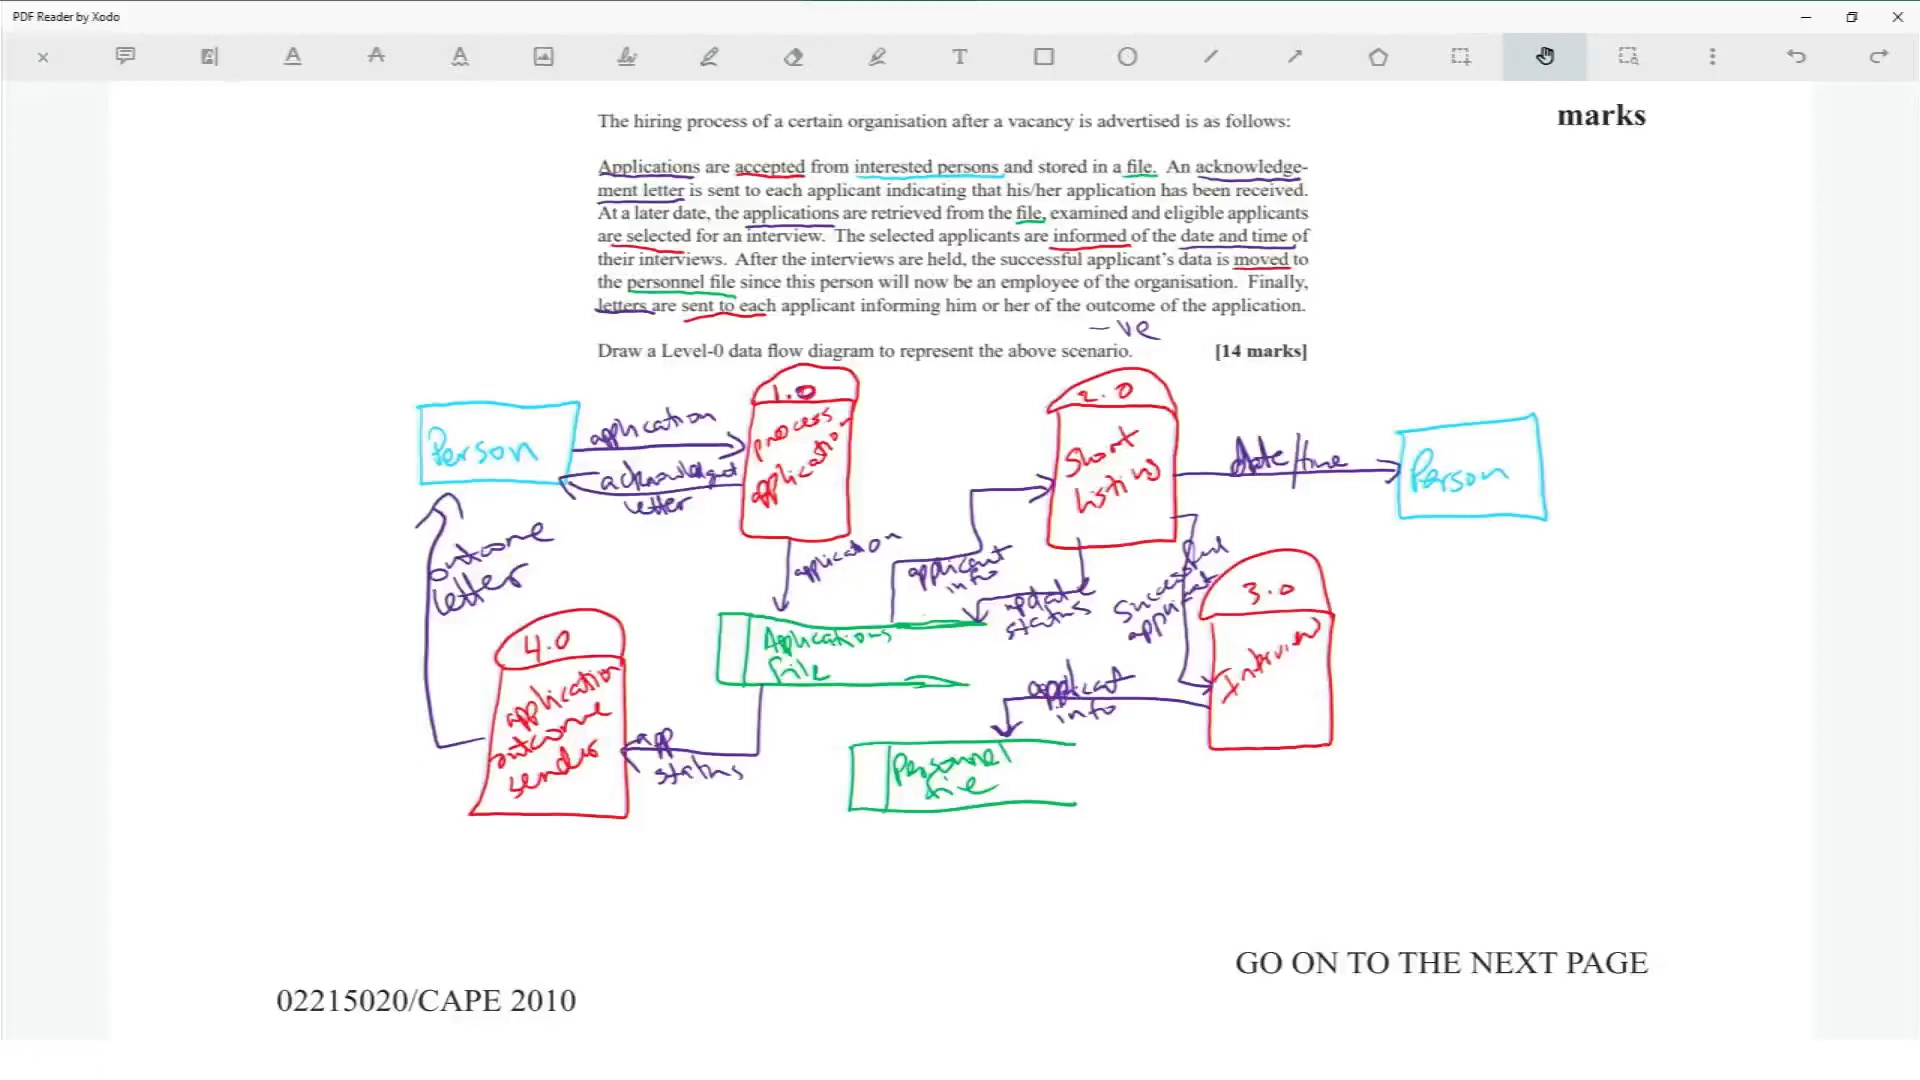 PDF Reader by Xodo
marks
The hiring process of a certain organisation after a vacancy is advertised is as follows:
Applications are accepted from interested persons and stored in a file. An acknowledge-
ment letter is sent to each applicant indicating that his/her application has been received.
At a later date, the applications are retrieved from the file, examined and eligible applicants
are selected for an interview. The selected applicants are informed of the date and time of
their interviews. After the interviews are held, the successful applicant's data is moved to
the personnel file since this person will now be an employee of the organisation. Finally,
letters are sent to each applicant informing him or her of the outcome of the application.
-ve
Draw a Level-0 data flow diagram to represent the above scenario. [14 marks]
Person
application
acknowledgnt
letter
1.0
process
application
2.0
Short
listing
date/time
Person
outcome
letter
application
applicant
info
update
status
successful
applicant
3.0
Interview
4.0
application
outcome
sender
Applications
file
app
status
applicat
info
Personnel
file
GO ON TO THE NEXT PAGE
02215020/CAPE 2010